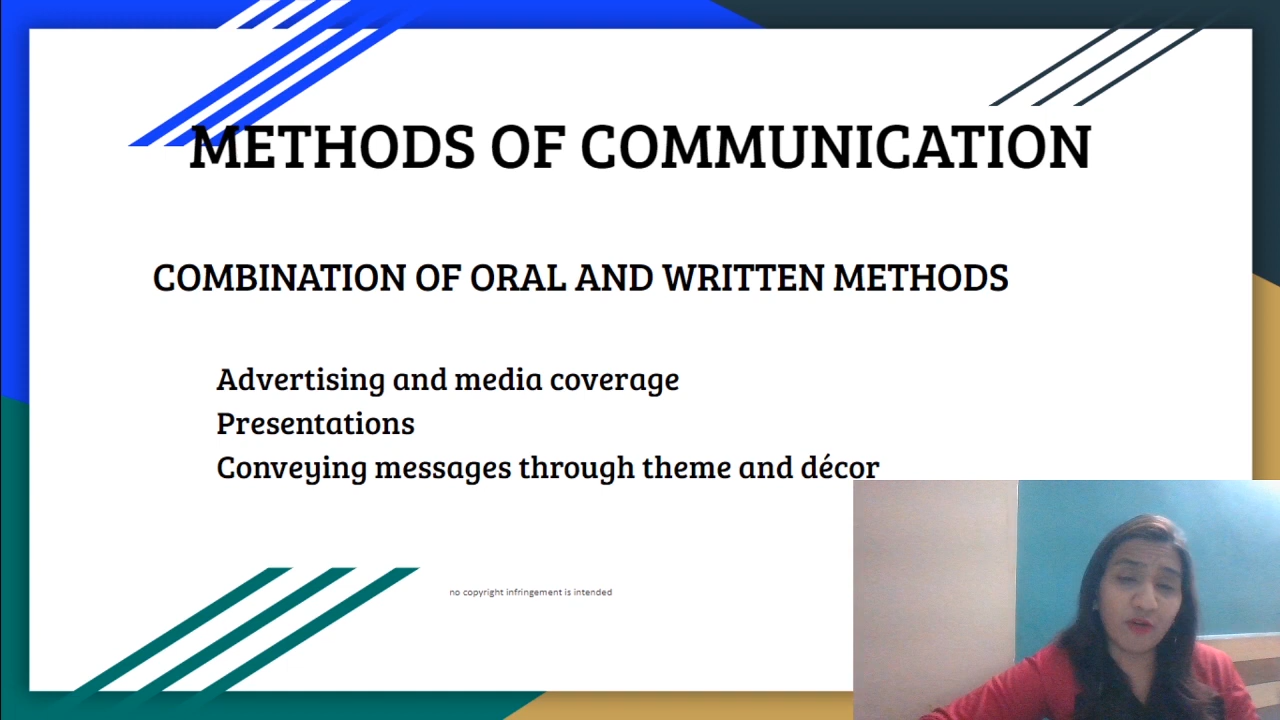 METHODS OF COMMUNICATION
COMBINATION OF ORAL AND WRITTEN METHODS
Advertising and media coverage
Presentations
Conveying messages through theme and décor
no copyright infringement is intended